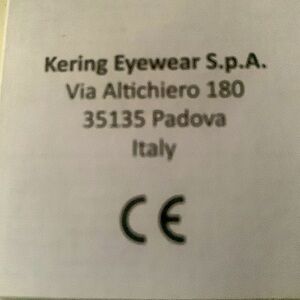 Kering Eyewear S.p.A.
Via Altichiero 180
35135 Padova
Italy
CE